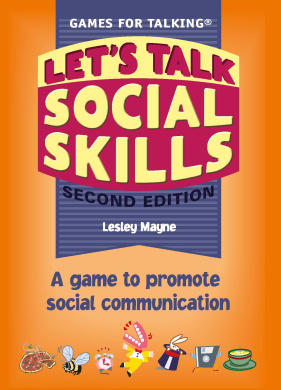 GAMES FOR TALKING®
LET'S TALK
SOCIAL
SKILLS
SECOND EDITION
Lesley Mayne
A game to promote
social communication